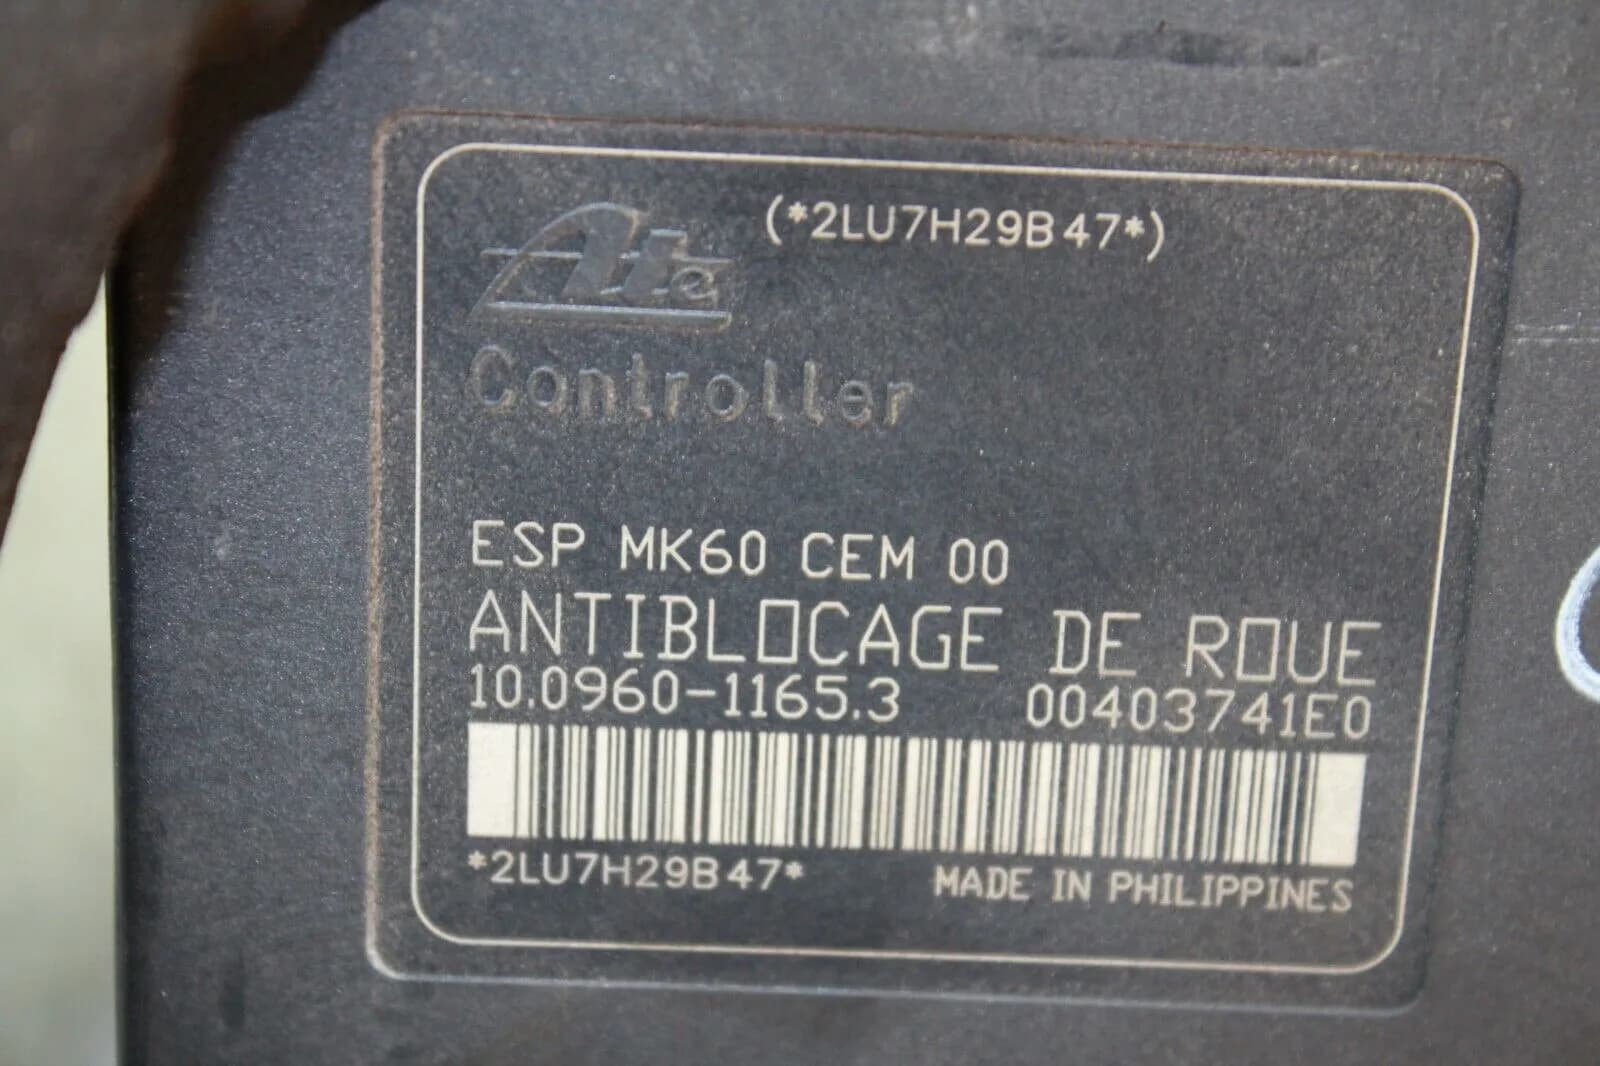 (*2LU7H29B47*)
Ate
Controller
ESP MK60 CEM 00
ANTIBLOCAGE DE ROUE
10.0960-1165.3 00403741E0
*2LU7H29B47* MADE IN PHILIPPINES